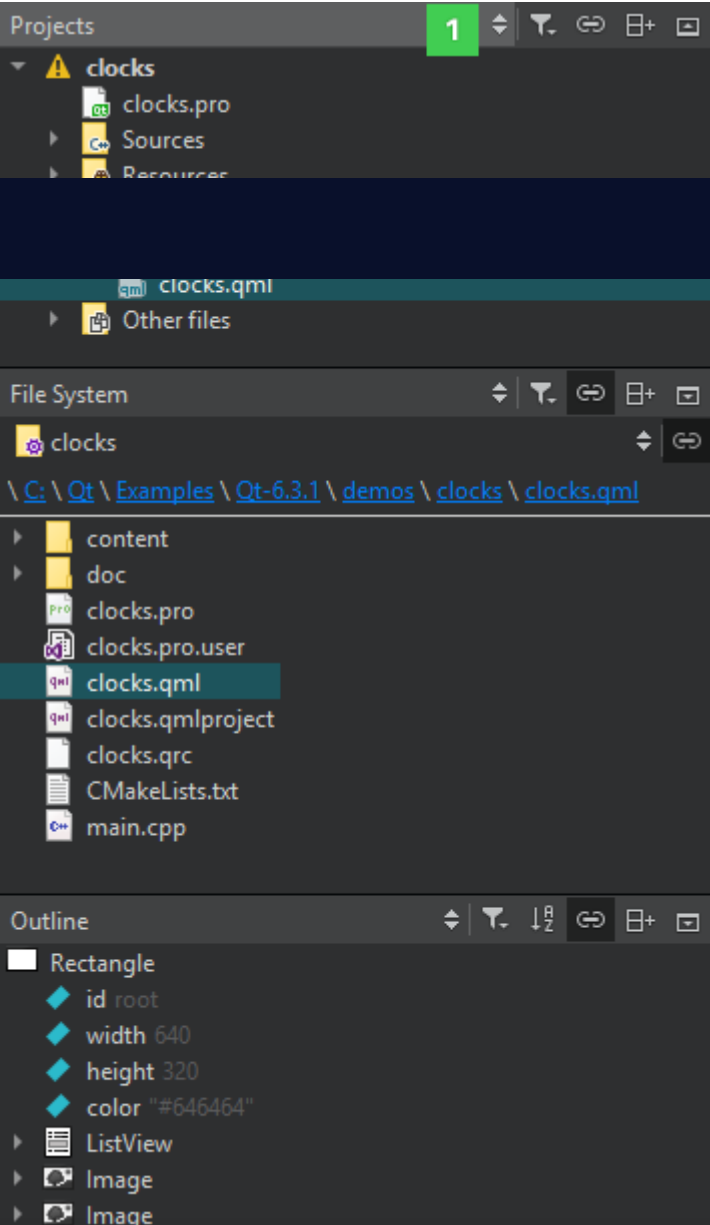 Projects 1
clocks
clocks.pro
Sources
Resources
clocks.qml
Other files
File System
clocks
\ C: \ Qt \ Examples \ Qt-6.3.1 \ demos \ clocks \ clocks.qml
content
doc
clocks.pro
clocks.pro.user
clocks.qml
clocks.qmlproject
clocks.qrc
CMakeLists.txt
main.cpp
Outline
Rectangle
id root
width 640
height 320
color "#646464"
ListView
Image
Image